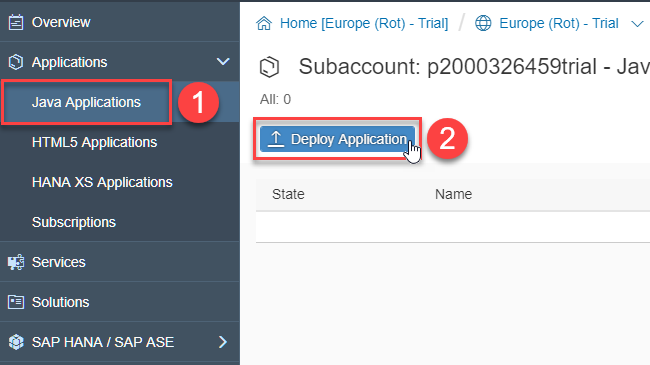 Overview
Home [Europe (Rot) - Trial] / Europe (Rot) - Trial
Applications
Subaccount: p2000326459trial - Jav
Java Applications 1
All: 0
HTML5 Applications
Deploy Application 2
HANA XS Applications
State Name
Subscriptions
Services
Solutions
SAP HANA / SAP ASE